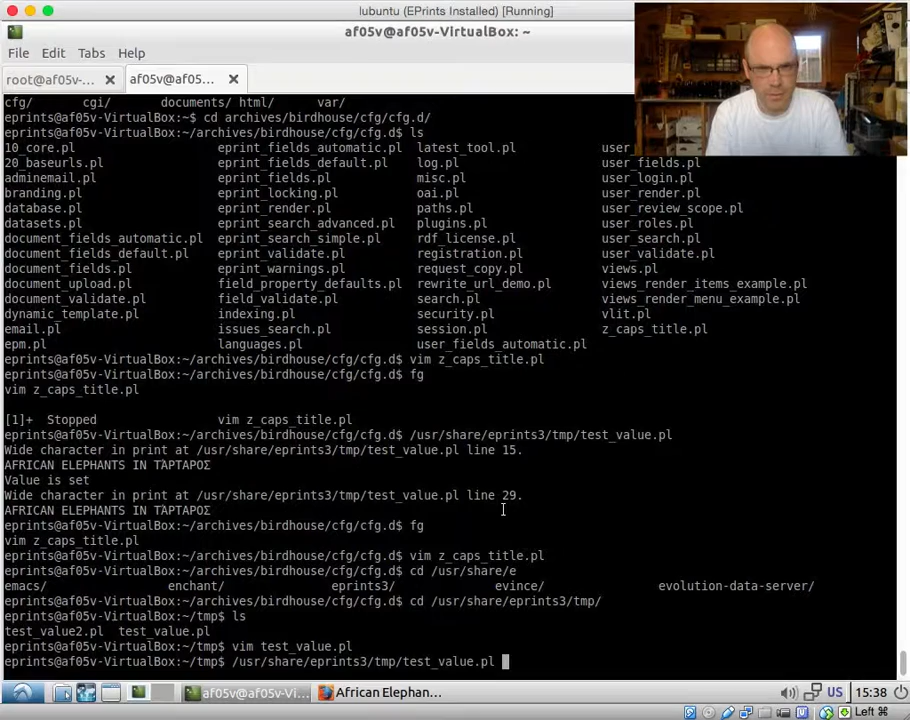 lubuntu (EPrints Installed) [Running]
af05v@af05v-VirtualBox: ~
File Edit Tabs Help
root@af05v-... af05v@af05...
cfg/ cgi/ documents/ html/ var/
eprints@af05v-VirtualBox:~$ cd archives/birdhouse/cfg/cfg.d/
eprints@af05v-VirtualBox:~/archives/birdhouse/cfg/cfg.d$ ls
10_core.pl eprint_fields_automatic.pl latest_tool.pl user_
20_baseurls.pl eprint_fields_default.pl log.pl user_fields.pl
adminemail.pl eprint_fields.pl misc.pl user_login.pl
branding.pl eprint_locking.pl oai.pl user_render.pl
database.pl eprint_render.pl paths.pl user_review_scope.pl
datasets.pl eprint_search_advanced.pl plugins.pl user_roles.pl
document_fields_automatic.pl eprint_search_simple.pl rdf_license.pl user_search.pl
document_fields_default.pl eprint_validate.pl registration.pl user_validate.pl
document_fields.pl eprint_warnings.pl request_copy.pl views.pl
document_upload.pl field_property_defaults.pl rewrite_url_demo.pl views_render_items_example.pl
document_validate.pl field_validate.pl search.pl views_render_menu_example.pl
dynamic_template.pl indexing.pl security.pl vlit.pl
email.pl issues_search.pl session.pl z_caps_title.pl
epm.pl languages.pl user_fields_automatic.pl
eprints@af05v-VirtualBox:~/archives/birdhouse/cfg/cfg.d$ vim z_caps_title.pl
eprints@af05v-VirtualBox:~/archives/birdhouse/cfg/cfg.d$ fg
vim z_caps_title.pl
[1]+ Stopped vim z_caps_title.pl
eprints@af05v-VirtualBox:~/archives/birdhouse/cfg/cfg.d$ /usr/share/eprints3/tmp/test_value.pl
Wide character in print at /usr/share/eprints3/tmp/test_value.pl line 15.
AFRICAN ELEPHANTS IN ΤΆΡΤΑΡΟΣ
Value is set
Wide character in print at /usr/share/eprints3/tmp/test_value.pl line 29.
AFRICAN ELEPHANTS IN ΤΆΡΤΑΡΟΣ
eprints@af05v-VirtualBox:~/archives/birdhouse/cfg/cfg.d$ fg
vim z_caps_title.pl
eprints@af05v-VirtualBox:~/archives/birdhouse/cfg/cfg.d$ vim z_caps_title.pl
eprints@af05v-VirtualBox:~/archives/birdhouse/cfg/cfg.d$ cd /usr/share/e
emacs/ enchant/ eprints3/ evince/ evolution-data-server/
eprints@af05v-VirtualBox:~/archives/birdhouse/cfg/cfg.d$ cd /usr/share/eprints3/tmp/
eprints@af05v-VirtualBox:~/tmp$ ls
test_value2.pl test_value.pl
eprints@af05v-VirtualBox:~/tmp$ vim test_value.pl
eprints@af05v-VirtualBox:~/tmp$ /usr/share/eprints3/tmp/test_value.pl
af05v@af05v-Vi... African Elephan... US 15:38
Left ⌘